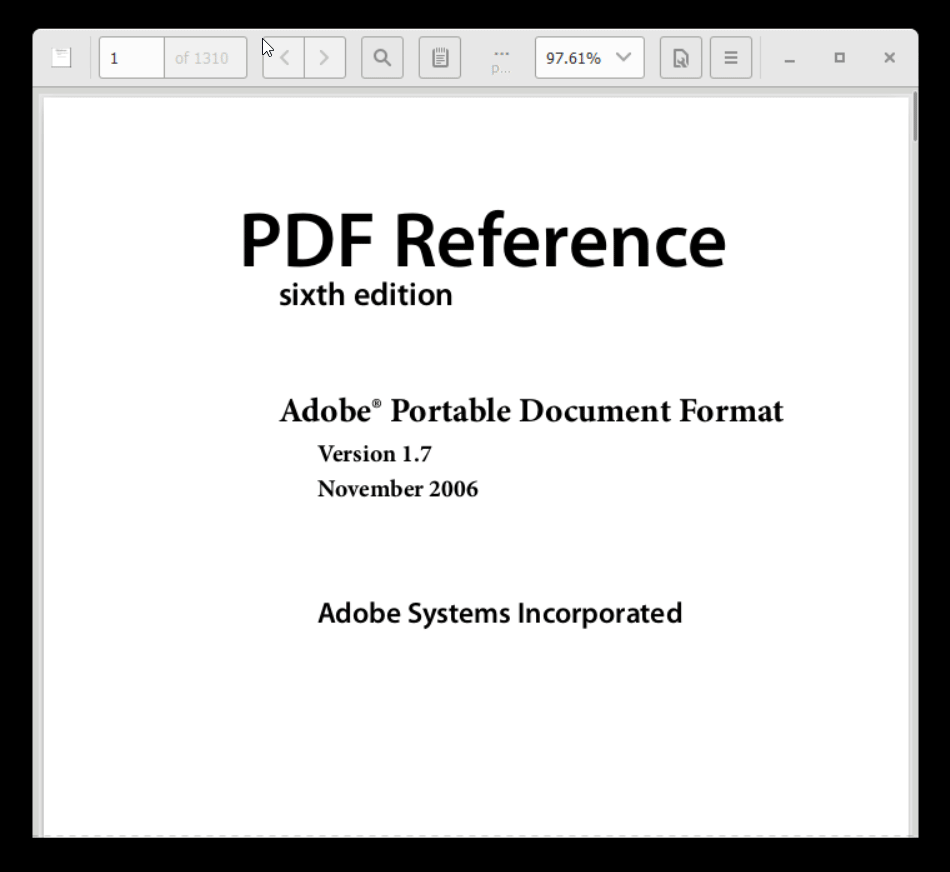 1 of 1310 ... p... 97.61%
PDF Reference
sixth edition
Adobe® Portable Document Format
Version 1.7
November 2006
Adobe Systems Incorporated